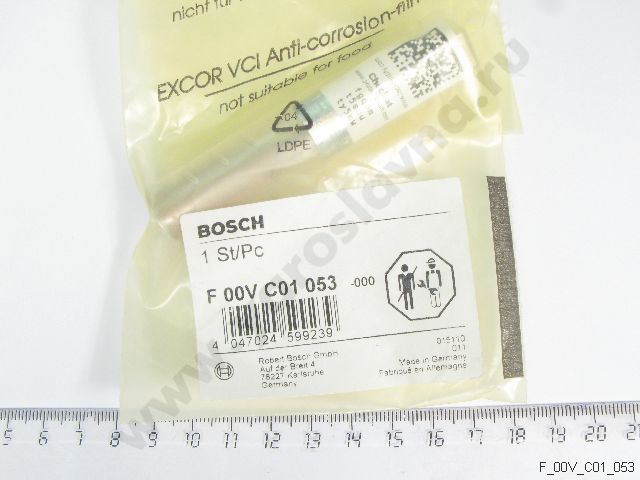 nicht für
EXCOR VCI Anti-corrosion-film
not suitable for food
04
LDPE
BOSCH
1 St/Pc
F 00V C01 053 -000
4 047024 599239
Robert Bosch GmbH
Auf der Breit 4
76227 Karlsruhe
Germany
015110
011
Made in Germany
Fabriqué en Allemagne
5 6 7 8 9 10 11 12 13 14 15 16 17 18 19 20 21
F_00V_C01_053